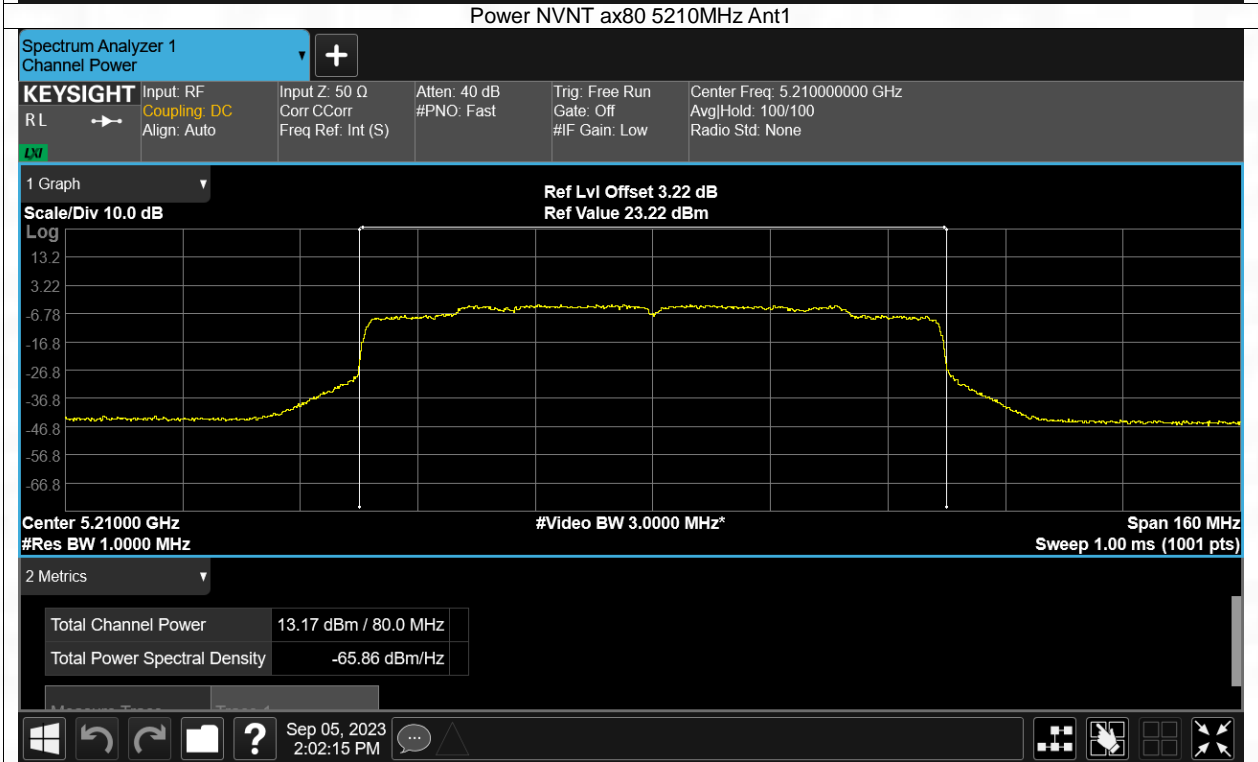 Power NVNT ax80 5210MHz Ant1
Spectrum Analyzer 1
Channel Power
KEYSIGHT
RL
LXI
Input: RF
Coupling: DC
Align: Auto
Input Z: 50 Ω
Corr CCorr
Freq Ref: Int (S)
Atten: 40 dB
#PNO: Fast
Trig: Free Run
Gate: Off
#IF Gain: Low
Center Freq: 5.210000000 GHz
Avg|Hold: 100/100
Radio Std: None
1 Graph
Scale/Div 10.0 dB
Ref Lvl Offset 3.22 dB
Ref Value 23.22 dBm
Log
13.2
3.22
-6.78
-16.8
-26.8
-36.8
-46.8
-56.8
-66.8
Center 5.21000 GHz
#Video BW 3.0000 MHz*
Span 160 MHz
#Res BW 1.0000 MHz
Sweep 1.00 ms (1001 pts)
2 Metrics
Total Channel Power 13.17 dBm / 80.0 MHz
Total Power Spectral Density -65.86 dBm/Hz
Sep 05, 2023
2:02:15 PM